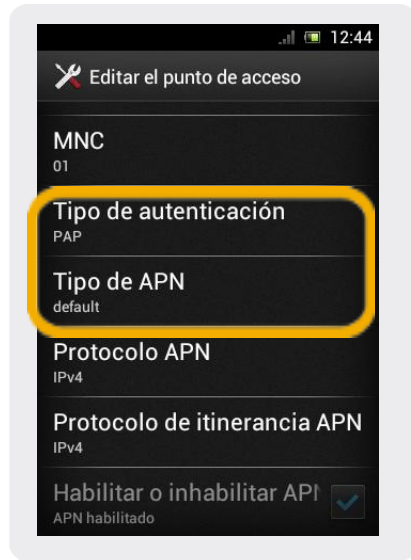 12:44
Editar el punto de acceso
MNC
01
Tipo de autenticación
PAP
Tipo de APN
default
Protocolo APN
IPv4
Protocolo de itinerancia APN
IPv4
Habilitar o inhabilitar API
APN habilitado